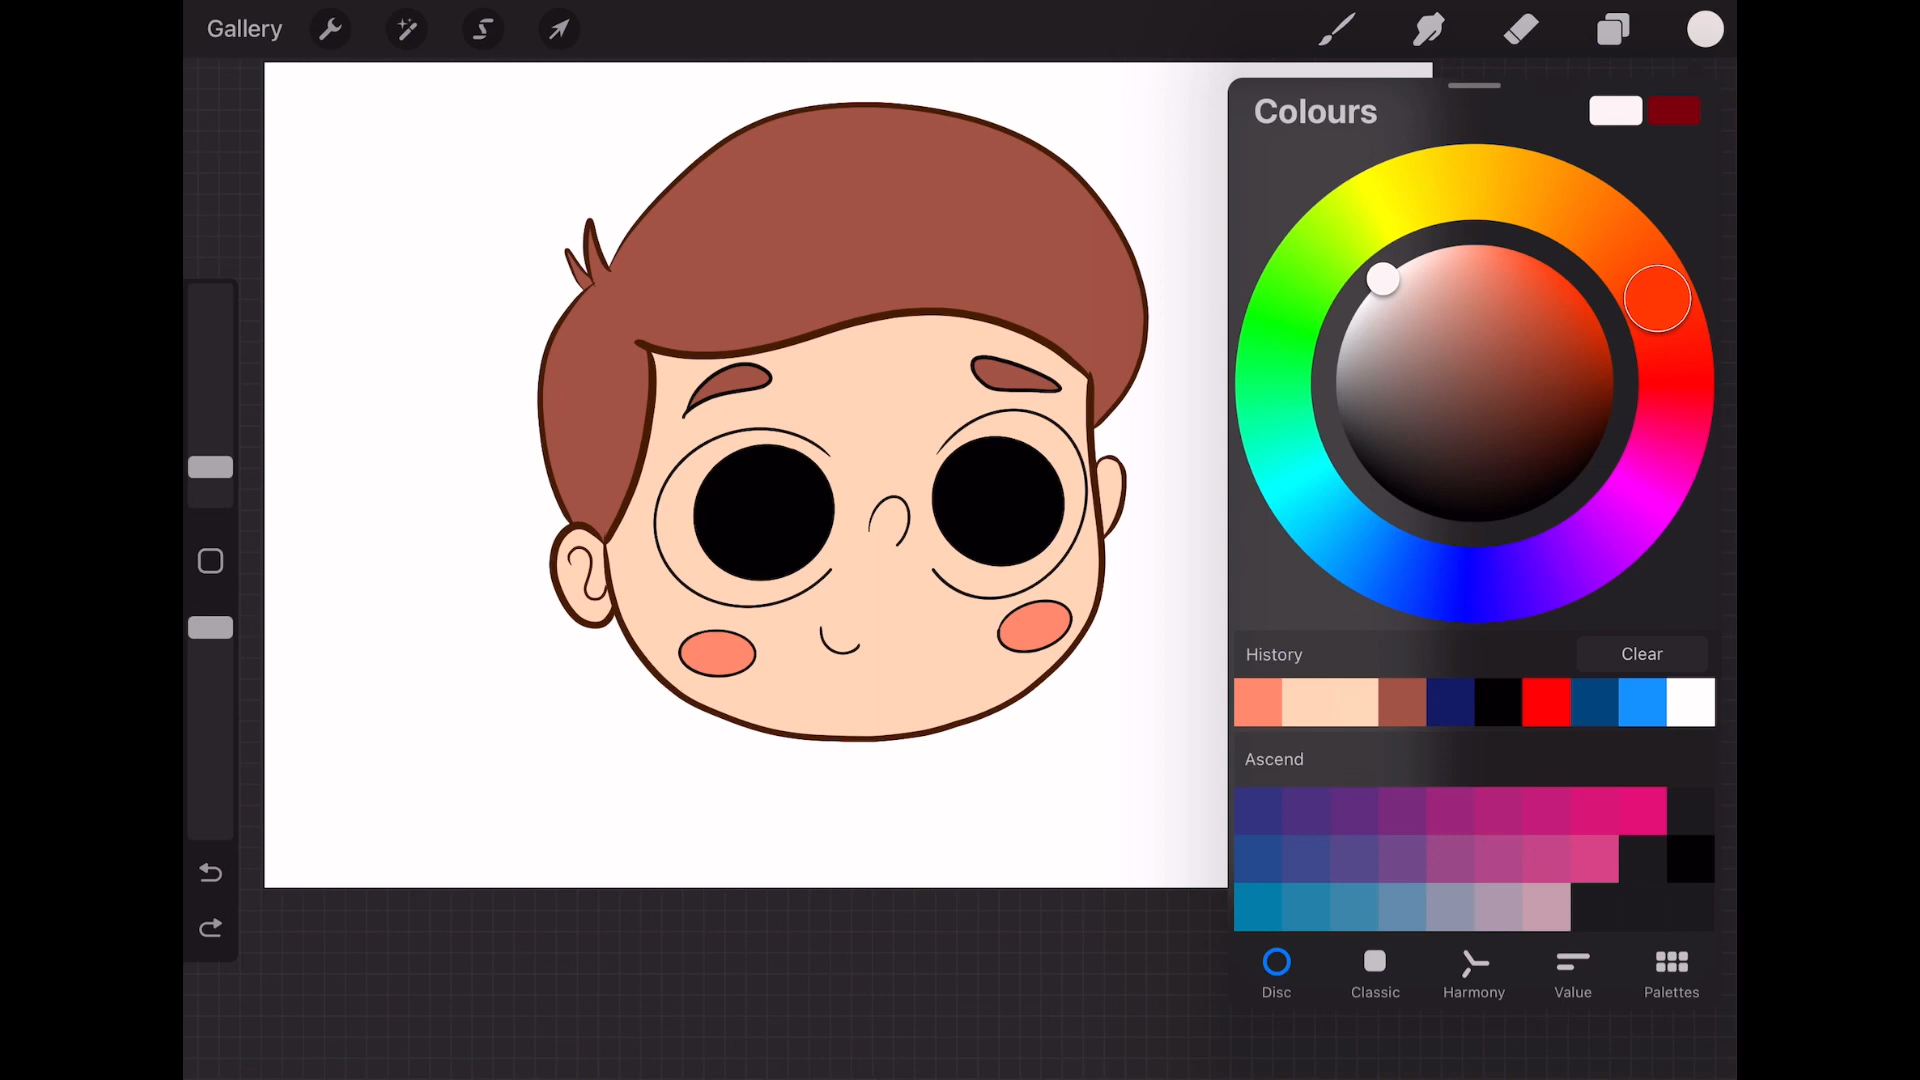 Gallery
Colours
History
Clear
Ascend
Disc
Classic
Harmony
Value
Palettes